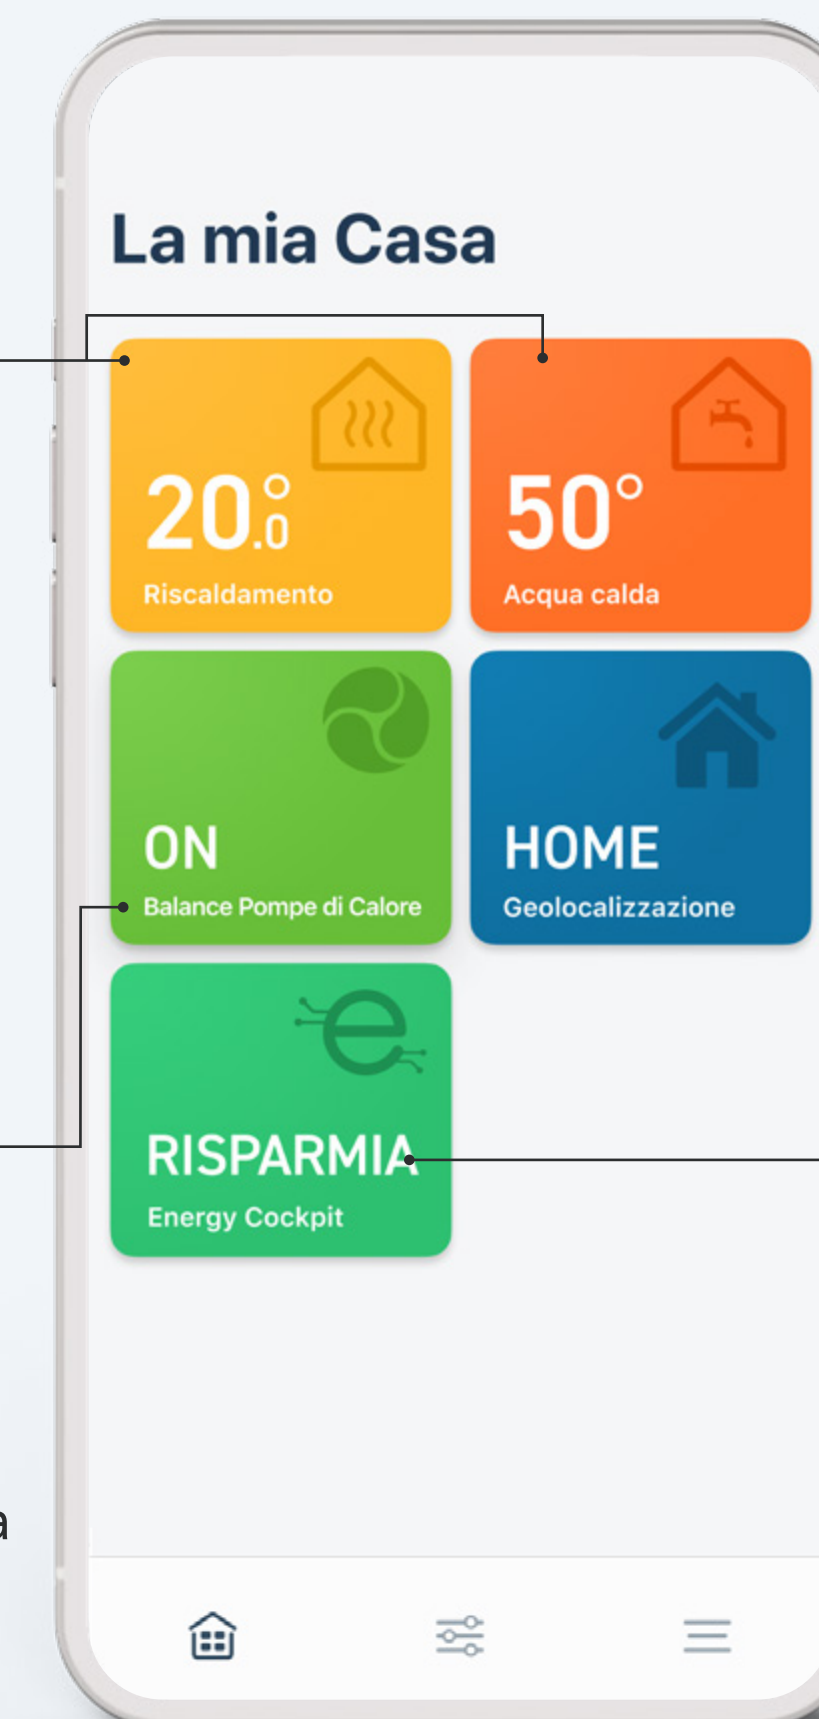 La mia Casa
20.0°
Riscaldamento
50°
Acqua calda
ON
Balance Pompe di Calore
HOME
Geolocalizzazione
RISPARMIA
Energy Cockpit
a